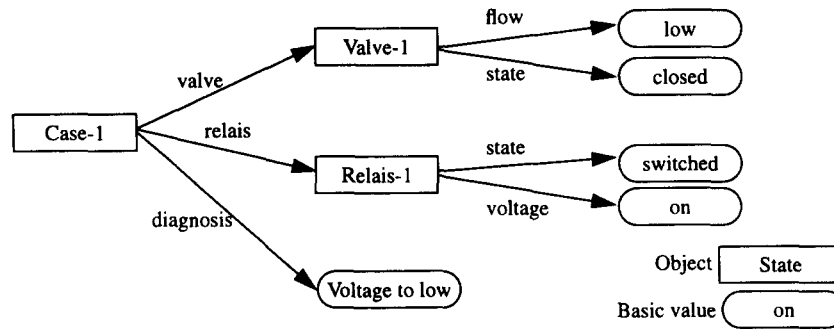 flow
low
Valve-1
valve
state
closed
Case-1
relais
state
switched
Relais-1
voltage
on
diagnosis
Object
State
Voltage to low
Basic value
on